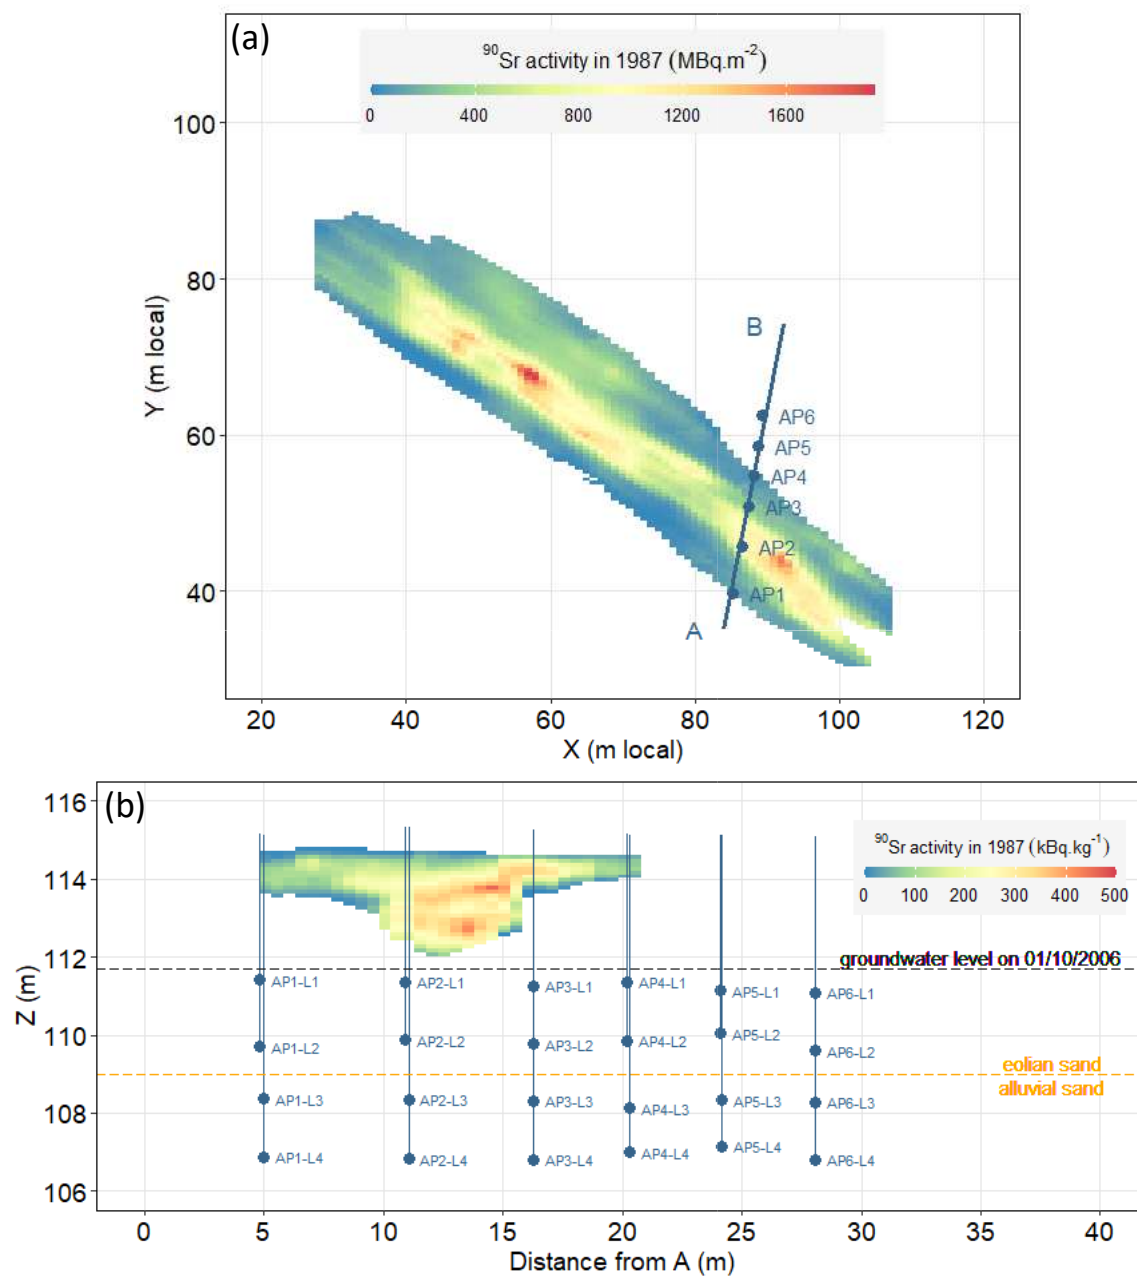 (a)
⁹⁰Sr activity in 1987 (MBq.m⁻²)
0 400 800 1200 1600
100
80
60
40
Y (m local)
B
AP6
AP5
AP4
AP3
AP2
AP1
A
20 40 60 80 100 120
X (m local)
(b)
116
114
112
110
108
106
Z (m)
⁹⁰Sr activity in 1987 (kBq.kg⁻¹)
0 100 200 300 400 500
groundwater level on 01/10/2006
AP1-L1 AP2-L1 AP3-L1 AP4-L1 AP5-L1 AP6-L1
AP1-L2 AP2-L2 AP3-L2 AP4-L2 AP5-L2 AP6-L2
eolian sand
alluvial sand
AP1-L3 AP2-L3 AP3-L3 AP4-L3 AP5-L3 AP6-L3
AP1-L4 AP2-L4 AP3-L4 AP4-L4 AP5-L4 AP6-L4
0 5 10 15 20 25 30 35 40
Distance from A (m)